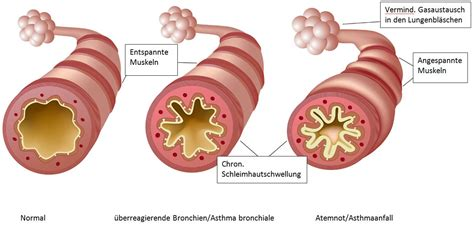 Vermind. Gasaustausch
in den Lungenbläschen
Entspannte
Muskeln
Angespannte
Muskeln
Chron.
Schleimhautschwellung
Normal
überreagierende Bronchien/Asthma bronchiale
Atemnot/Asthmaanfall